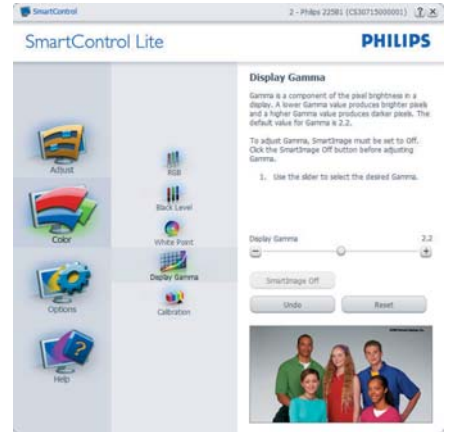 SmartControl
2 - Philips 225B1 (CS30715000001)
?
SmartControl Lite
PHILIPS
Adjust
Color
Options
Help
RGB
Black Level
White Point
Display Gamma
Calibration
Display Gamma
Gamma is a component of the pixel brightness in a
display. A lower Gamma value produces brighter pixels
and a higher Gamma value produces darker pixels. The
default value for Gamma is 2.2.
To adjust Gamma, SmartImage must be set to Off.
Click the SmartImage Off button before adjusting
Gamma.
1. Use the slider to select the desired Gamma.
Display Gamma 2.2
SmartImage Off
Undo Reset